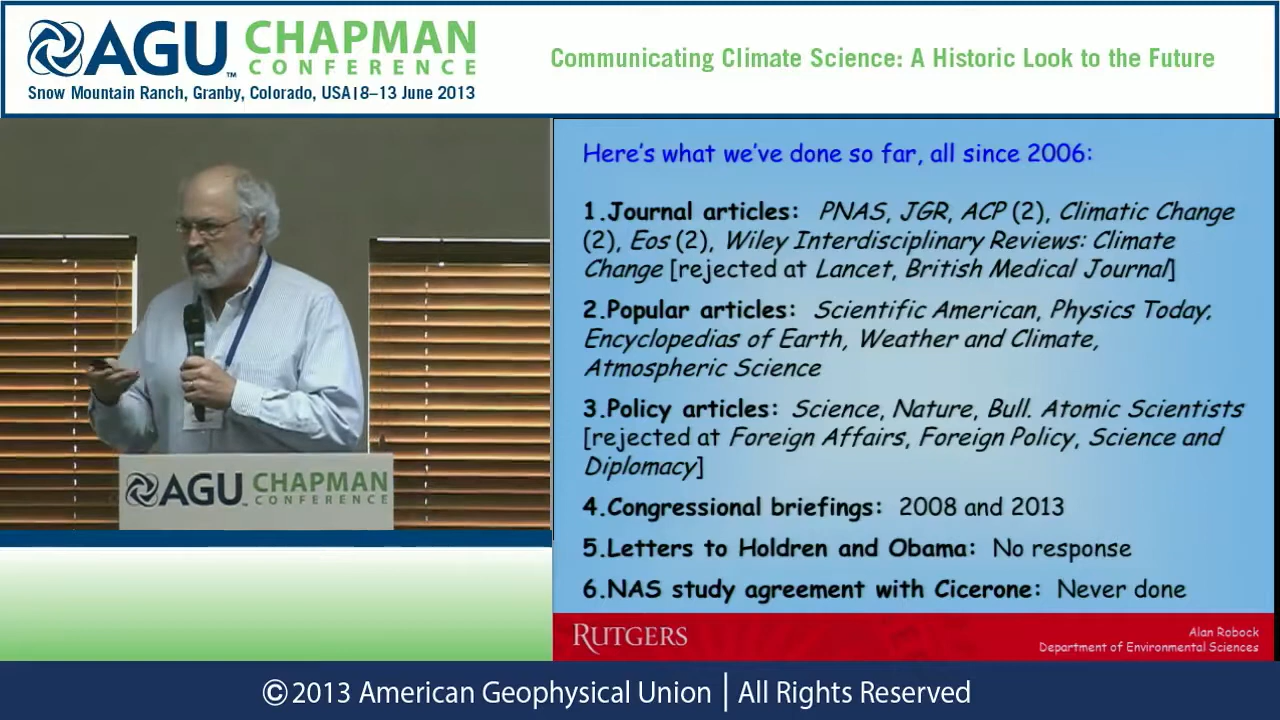 AGU™ CHAPMAN
CONFERENCE
Snow Mountain Ranch, Granby, Colorado, USA|8–13 June 2013
Communicating Climate Science: A Historic Look to the Future
Here's what we've done so far, all since 2006:
1.Journal articles: PNAS, JGR, ACP (2), Climatic Change
(2), Eos (2), Wiley Interdisciplinary Reviews: Climate
Change [rejected at Lancet, British Medical Journal]
2.Popular articles: Scientific American, Physics Today,
Encyclopedias of Earth, Weather and Climate,
Atmospheric Science
3.Policy articles: Science, Nature, Bull. Atomic Scientists
[rejected at Foreign Affairs, Foreign Policy, Science and
Diplomacy]
4.Congressional briefings: 2008 and 2013
5.Letters to Holdren and Obama: No response
6.NAS study agreement with Cicerone: Never done
RUTGERS
Alan Robock
Department of Environmental Sciences
AGU CHAPMAN
CONFERENCE
©2013 American Geophysical Union | All Rights Reserved